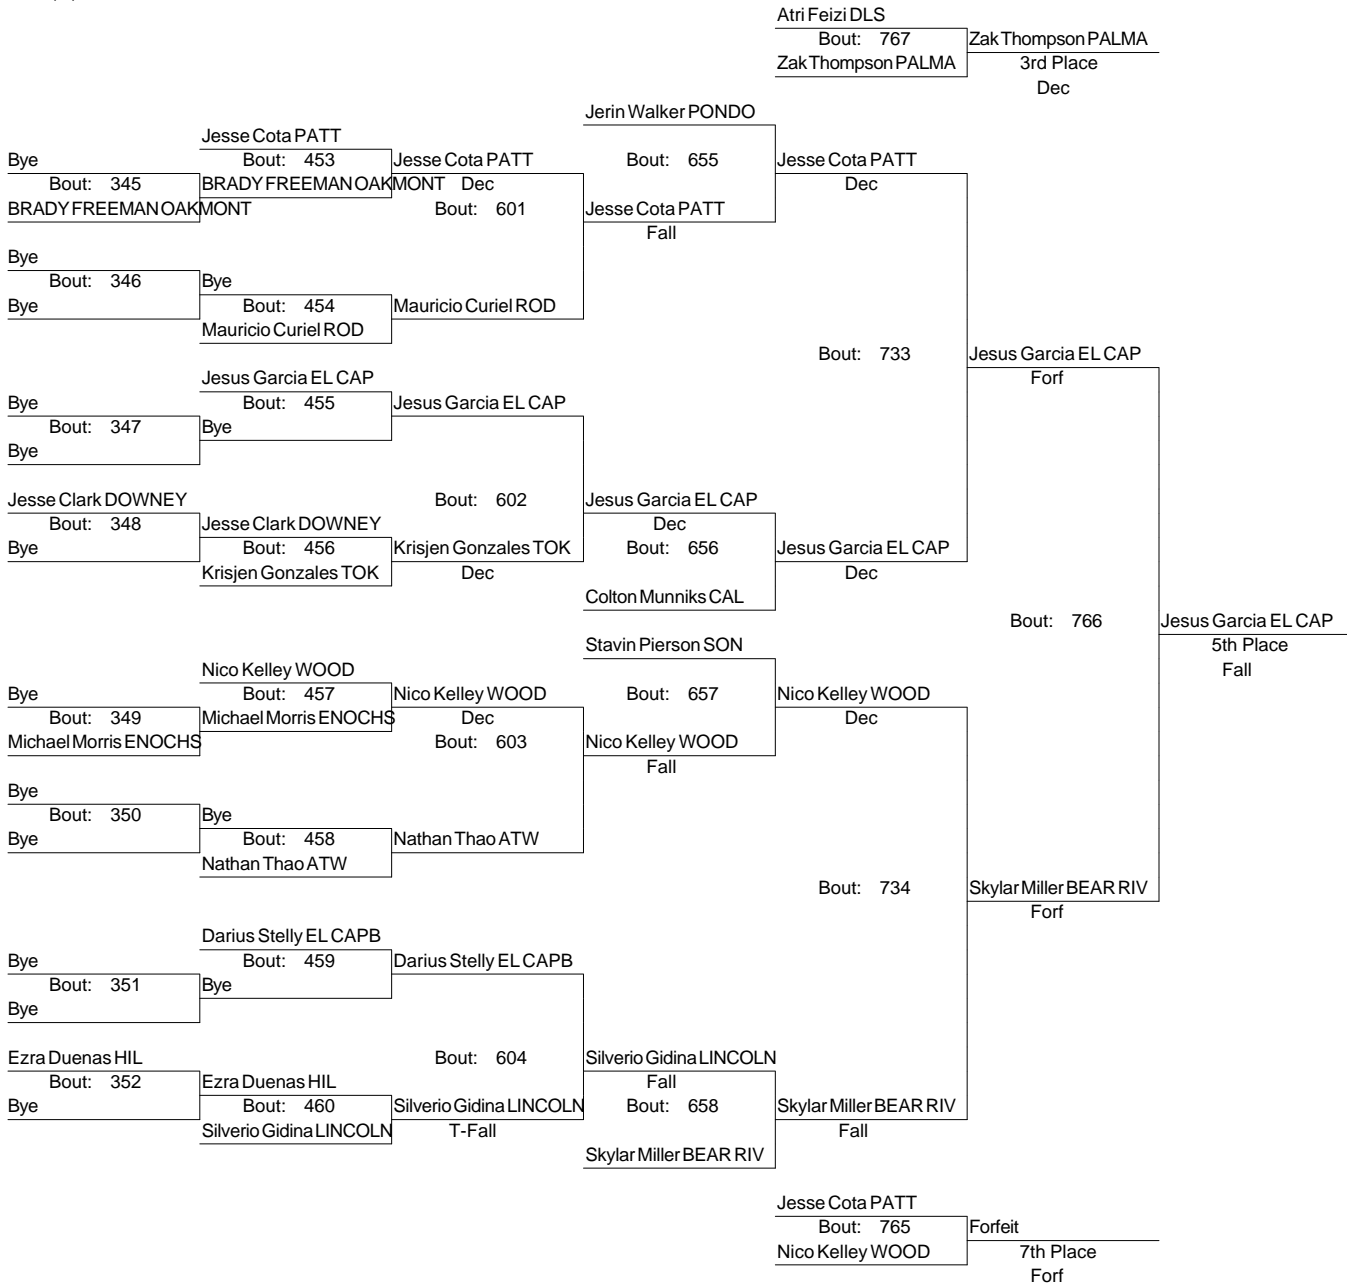 Atri Feizi DLS
Bout: 767 Zak Thompson PALMA
Zak Thompson PALMA 3rd Place
Dec
Jerin Walker PONDO
Jesse Cota PATT
Bye Bout: 453 Jesse Cota PATT Bout: 655 Jesse Cota PATT
Bout: 345 BRADY FREEMAN OAKMONT Dec Dec
BRADY FREEMAN OAKMONT Bout: 601 Jesse Cota PATT
Fall
Bye
Bout: 346 Bye
Bye Bout: 454 Mauricio Curiel ROD
Mauricio Curiel ROD
Bout: 733 Jesus Garcia EL CAP
Jesus Garcia EL CAP Forf
Bye Bout: 455 Jesus Garcia EL CAP
Bout: 347 Bye
Bye
Jesse Clark DOWNEY Bout: 602 Jesus Garcia EL CAP
Bout: 348 Jesse Clark DOWNEY Dec
Bye Bout: 456 Krisjen Gonzales TOK Bout: 656 Jesus Garcia EL CAP
Krisjen Gonzales TOK Dec Dec
Colton Munniks CAL
Bout: 766 Jesus Garcia EL CAP
Stavin Pierson SON 5th Place
Nico Kelley WOOD Fall
Bye Bout: 457 Nico Kelley WOOD Bout: 657 Nico Kelley WOOD
Bout: 349 Michael Morris ENOCHS Dec Dec
Michael Morris ENOCHS Bout: 603 Nico Kelley WOOD
Fall
Bye
Bout: 350 Bye
Bye Bout: 458 Nathan Thao ATW
Nathan Thao ATW
Bout: 734 Skylar Miller BEAR RIV
Forf
Darius Stelly EL CAPB
Bye Bout: 459 Darius Stelly EL CAPB
Bout: 351 Bye
Bye
Ezra Duenas HIL Bout: 604 Silverio Gidina LINCOLN
Bout: 352 Ezra Duenas HIL Fall
Bye Bout: 460 Silverio Gidina LINCOLN Bout: 658 Skylar Miller BEAR RIV
Silverio Gidina LINCOLN T-Fall Fall
Skylar Miller BEAR RIV
Jesse Cota PATT
Bout: 765 Forfeit
Nico Kelley WOOD 7th Place
Forf